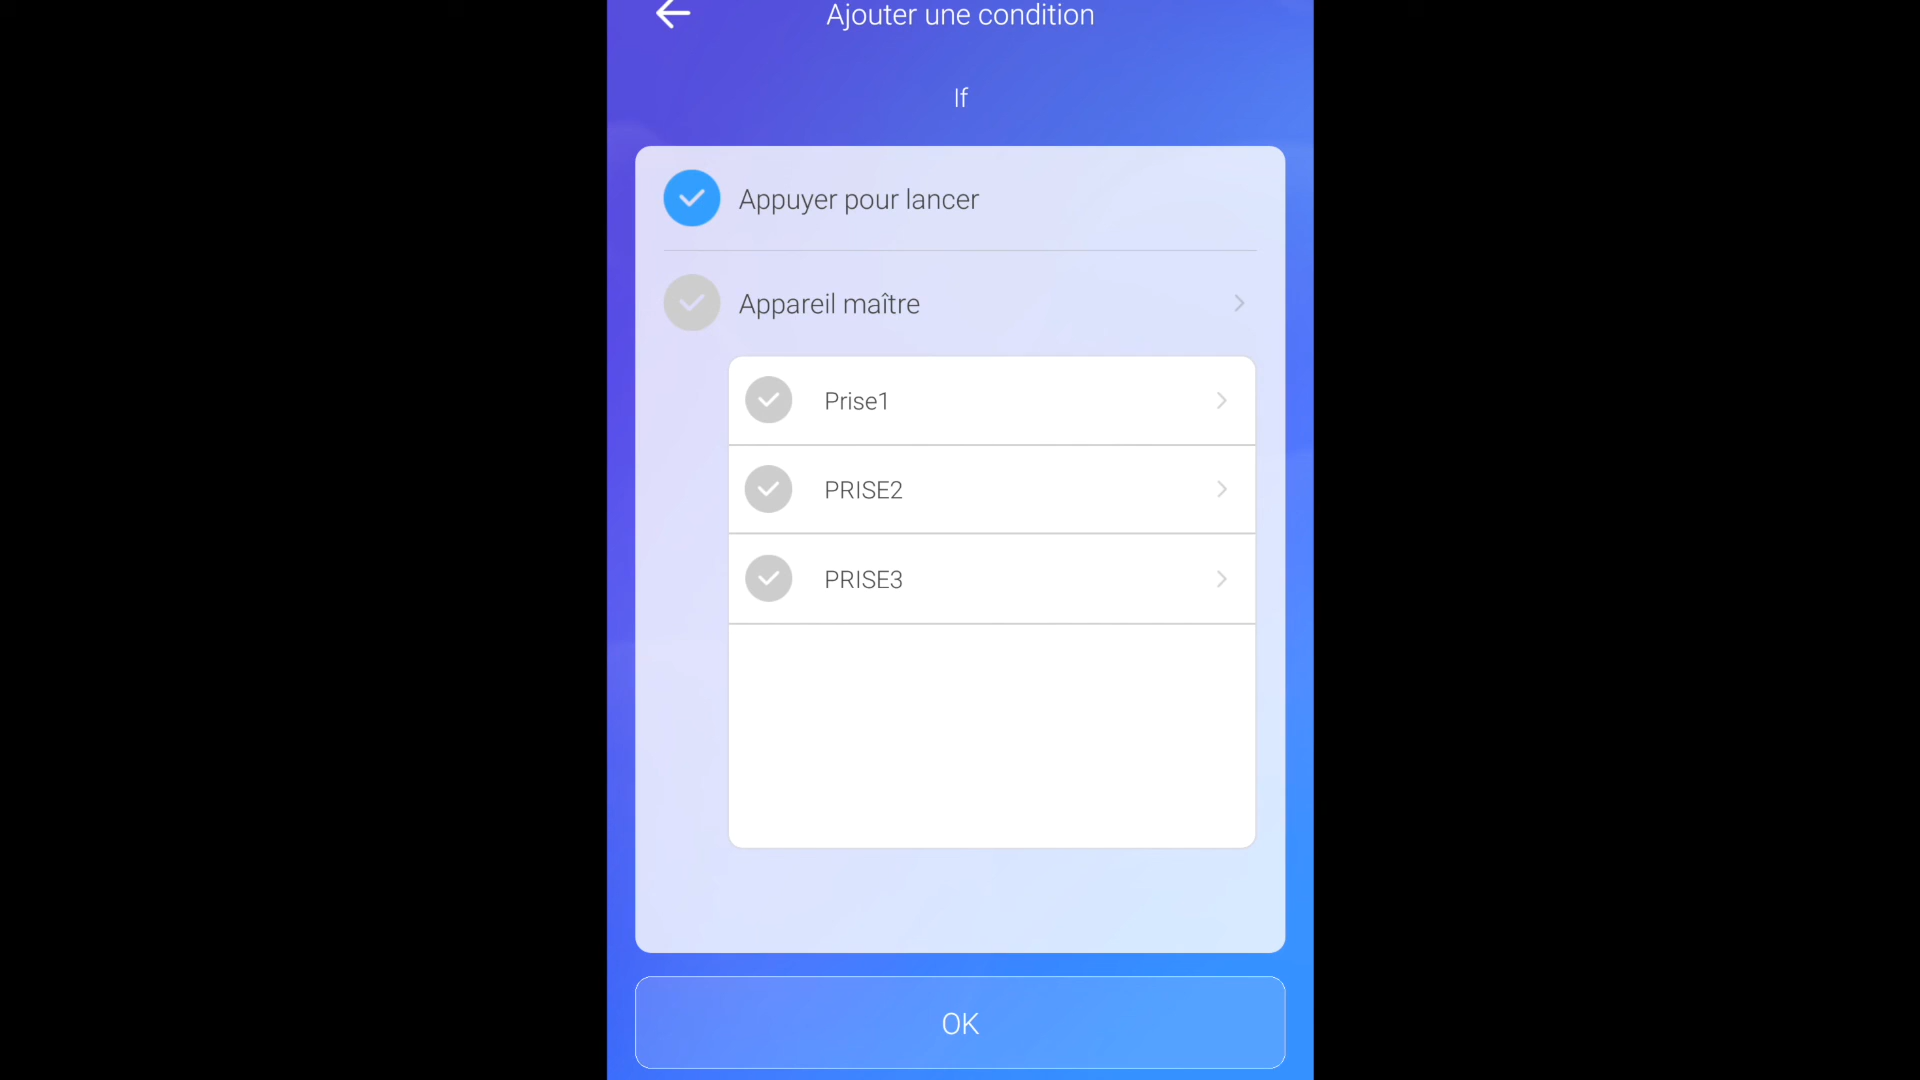 Ajouter une condition
If
Appuyer pour lancer
Appareil maître
Prise1
PRISE2
PRISE3
OK